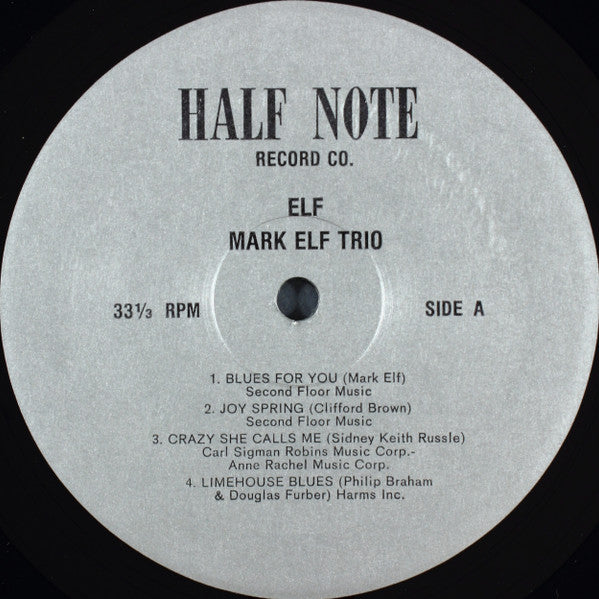 HALF NOTE
RECORD CO.
ELF
MARK ELF TRIO
33⅓ RPM
SIDE A
1. BLUES FOR YOU (Mark Elf)
Second Floor Music
2. JOY SPRING (Clifford Brown)
Second Floor Music
3. CRAZY SHE CALLS ME (Sidney Keith Russle)
Carl Sigman Robins Music Corp.-
Anne Rachel Music Corp.
4. LIMEHOUSE BLUES (Philip Braham
& Douglas Furber) Harms Inc.